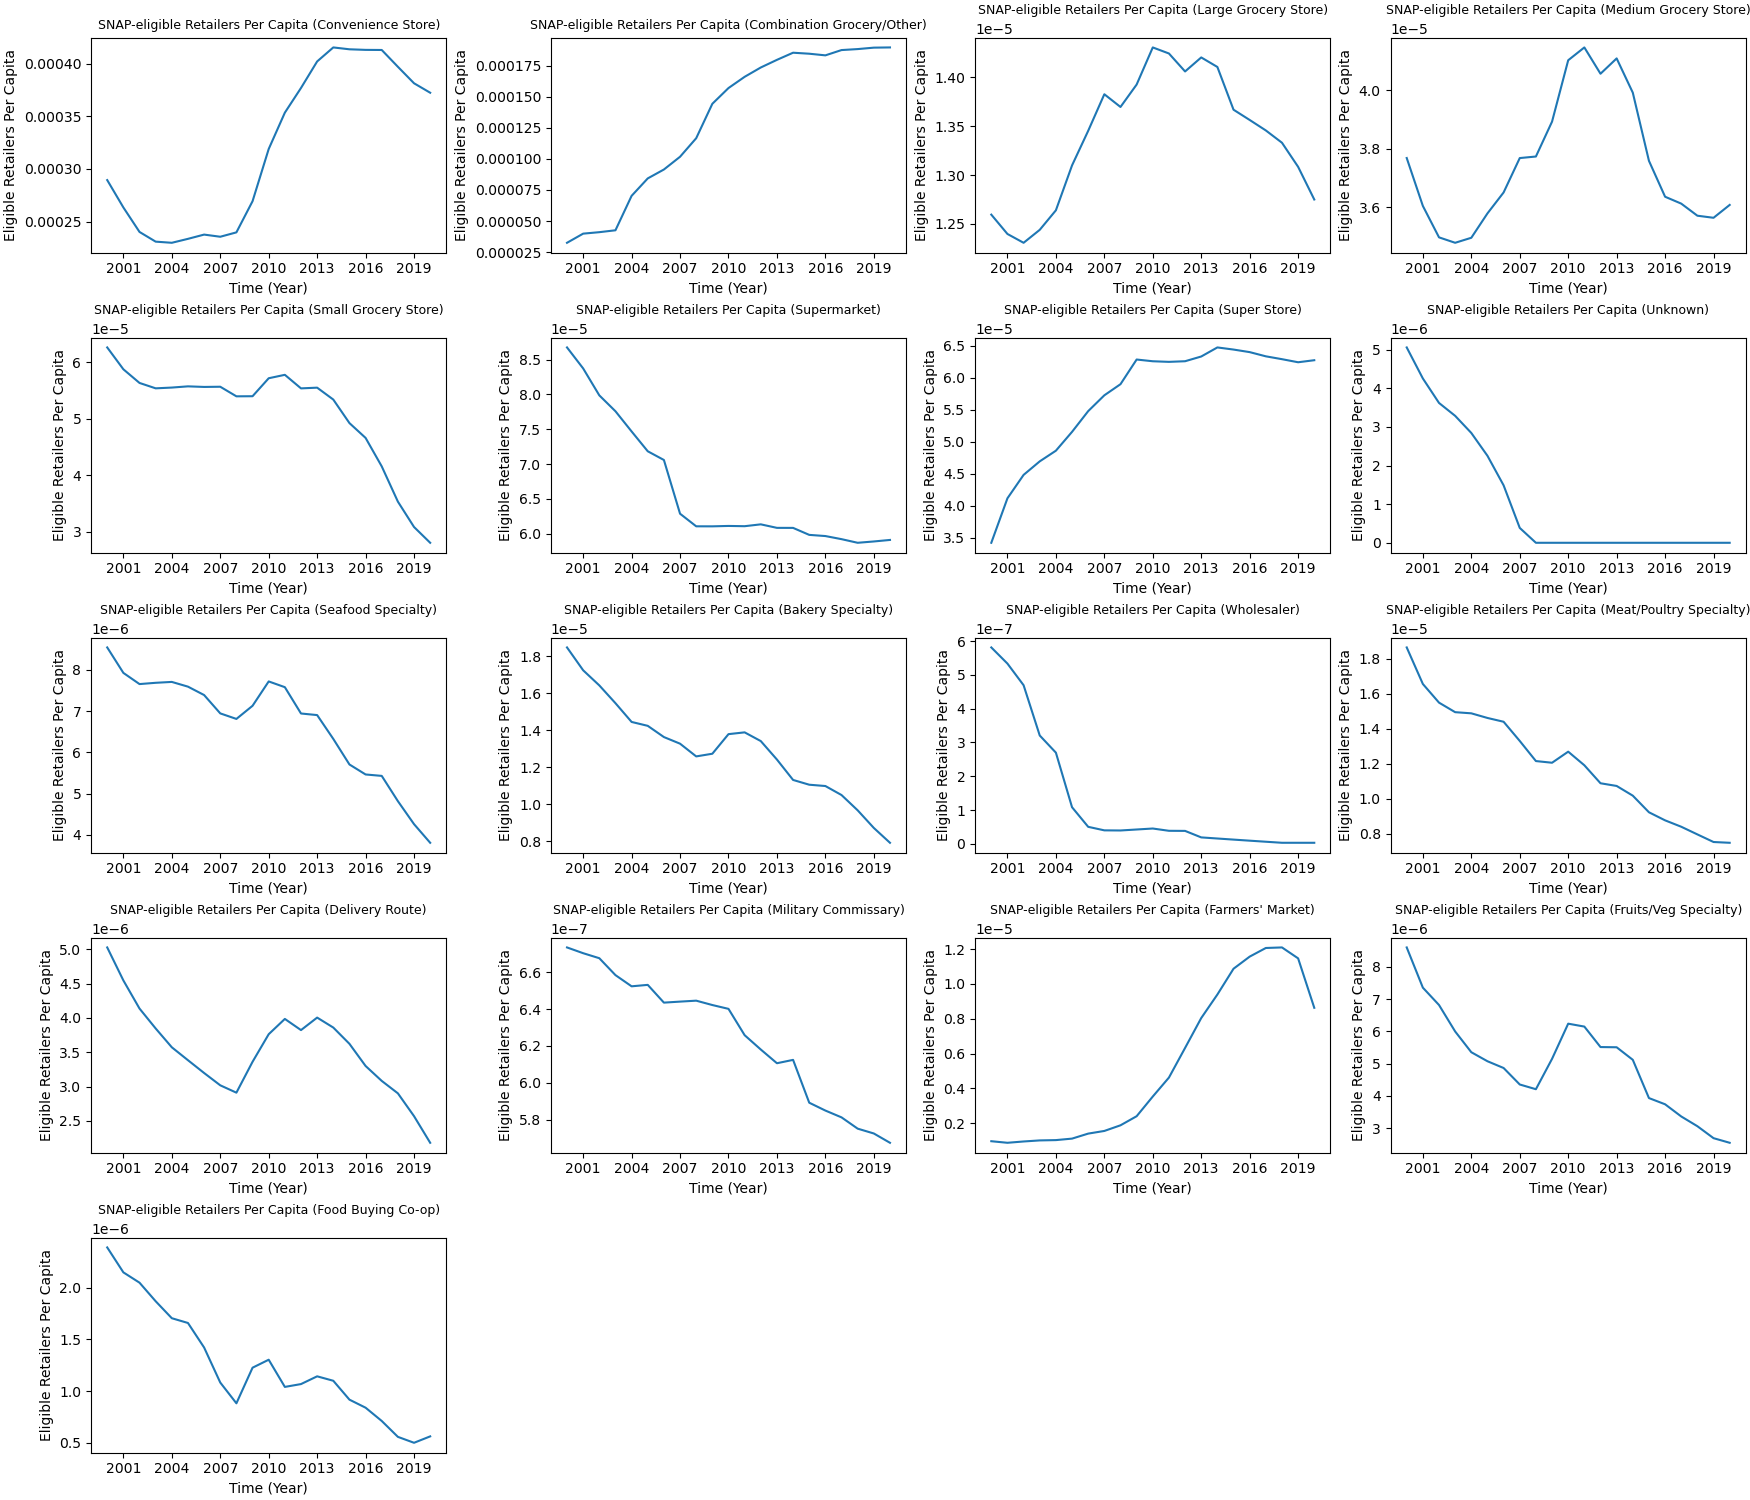 SNAP-eligible Retailers Per Capita (Convenience Store)
Eligible Retailers Per Capita
0.00040
0.00035
0.00030
0.00025
2001 2004 2007 2010 2013 2016 2019
Time (Year)
SNAP-eligible Retailers Per Capita (Combination Grocery/Other)
Eligible Retailers Per Capita
0.000175
0.000150
0.000125
0.000100
0.000075
0.000050
0.000025
2001 2004 2007 2010 2013 2016 2019
Time (Year)
SNAP-eligible Retailers Per Capita (Large Grocery Store)
1e−5
Eligible Retailers Per Capita
1.40
1.35
1.30
1.25
2001 2004 2007 2010 2013 2016 2019
Time (Year)
SNAP-eligible Retailers Per Capita (Medium Grocery Store)
1e−5
Eligible Retailers Per Capita
4.0
3.8
3.6
2001 2004 2007 2010 2013 2016 2019
Time (Year)
SNAP-eligible Retailers Per Capita (Small Grocery Store)
1e−5
Eligible Retailers Per Capita
6
5
4
3
2001 2004 2007 2010 2013 2016 2019
Time (Year)
SNAP-eligible Retailers Per Capita (Supermarket)
1e−5
Eligible Retailers Per Capita
8.5
8.0
7.5
7.0
6.5
6.0
2001 2004 2007 2010 2013 2016 2019
Time (Year)
SNAP-eligible Retailers Per Capita (Super Store)
1e−5
Eligible Retailers Per Capita
6.5
6.0
5.5
5.0
4.5
4.0
3.5
2001 2004 2007 2010 2013 2016 2019
Time (Year)
SNAP-eligible Retailers Per Capita (Unknown)
1e−6
Eligible Retailers Per Capita
5
4
3
2
1
0
2001 2004 2007 2010 2013 2016 2019
Time (Year)
SNAP-eligible Retailers Per Capita (Seafood Specialty)
1e−6
Eligible Retailers Per Capita
8
7
6
5
4
2001 2004 2007 2010 2013 2016 2019
Time (Year)
SNAP-eligible Retailers Per Capita (Bakery Specialty)
1e−5
Eligible Retailers Per Capita
1.8
1.6
1.4
1.2
1.0
0.8
2001 2004 2007 2010 2013 2016 2019
Time (Year)
SNAP-eligible Retailers Per Capita (Wholesaler)
1e−7
Eligible Retailers Per Capita
6
5
4
3
2
1
0
2001 2004 2007 2010 2013 2016 2019
Time (Year)
SNAP-eligible Retailers Per Capita (Meat/Poultry Specialty)
1e−5
Eligible Retailers Per Capita
1.8
1.6
1.4
1.2
1.0
0.8
2001 2004 2007 2010 2013 2016 2019
Time (Year)
SNAP-eligible Retailers Per Capita (Delivery Route)
1e−6
Eligible Retailers Per Capita
5.0
4.5
4.0
3.5
3.0
2.5
2001 2004 2007 2010 2013 2016 2019
Time (Year)
SNAP-eligible Retailers Per Capita (Military Commissary)
1e−7
Eligible Retailers Per Capita
6.6
6.4
6.2
6.0
5.8
2001 2004 2007 2010 2013 2016 2019
Time (Year)
SNAP-eligible Retailers Per Capita (Farmers' Market)
1e−5
Eligible Retailers Per Capita
1.2
1.0
0.8
0.6
0.4
0.2
2001 2004 2007 2010 2013 2016 2019
Time (Year)
SNAP-eligible Retailers Per Capita (Fruits/Veg Specialty)
1e−6
Eligible Retailers Per Capita
8
7
6
5
4
3
2001 2004 2007 2010 2013 2016 2019
Time (Year)
SNAP-eligible Retailers Per Capita (Food Buying Co-op)
1e−6
Eligible Retailers Per Capita
2.0
1.5
1.0
0.5
2001 2004 2007 2010 2013 2016 2019
Time (Year)